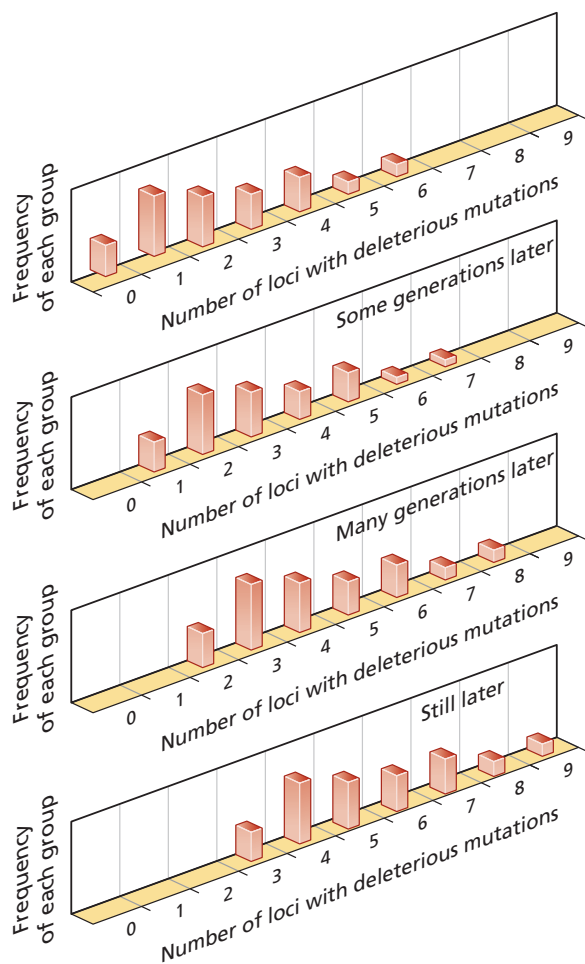 Frequency
of each group
0 1 2 3 4 5 6 7 8 9
Number of loci with deleterious mutations
Some generations later
Frequency
of each group
0 1 2 3 4 5 6 7 8 9
Number of loci with deleterious mutations
Many generations later
Frequency
of each group
0 1 2 3 4 5 6 7 8 9
Number of loci with deleterious mutations
Still later
Frequency
of each group
0 1 2 3 4 5 6 7 8 9
Number of loci with deleterious mutations